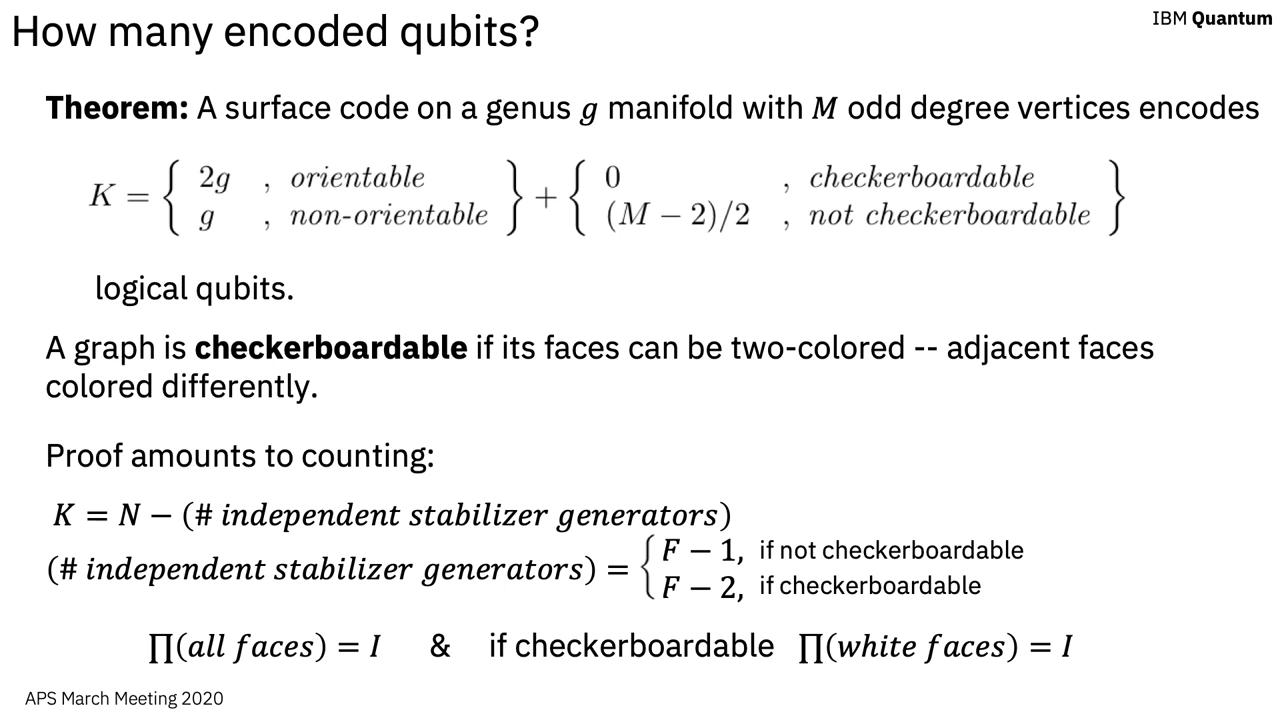 How many encoded qubits?
IBM Quantum
Theorem: A surface code on a genus g manifold with M odd degree vertices encodes
K = { 2g , orientable } + { 0 , checkerboardable }
g , non-orientable (M − 2)/2 , not checkerboardable
logical qubits.
A graph is checkerboardable if its faces can be two-colored -- adjacent faces
colored differently.
Proof amounts to counting:
K = N − (# independent stabilizer generators)
(# independent stabilizer generators) = { F − 1, if not checkerboardable
F − 2, if checkerboardable
∏(all faces) = I & if checkerboardable ∏(white faces) = I
APS March Meeting 2020